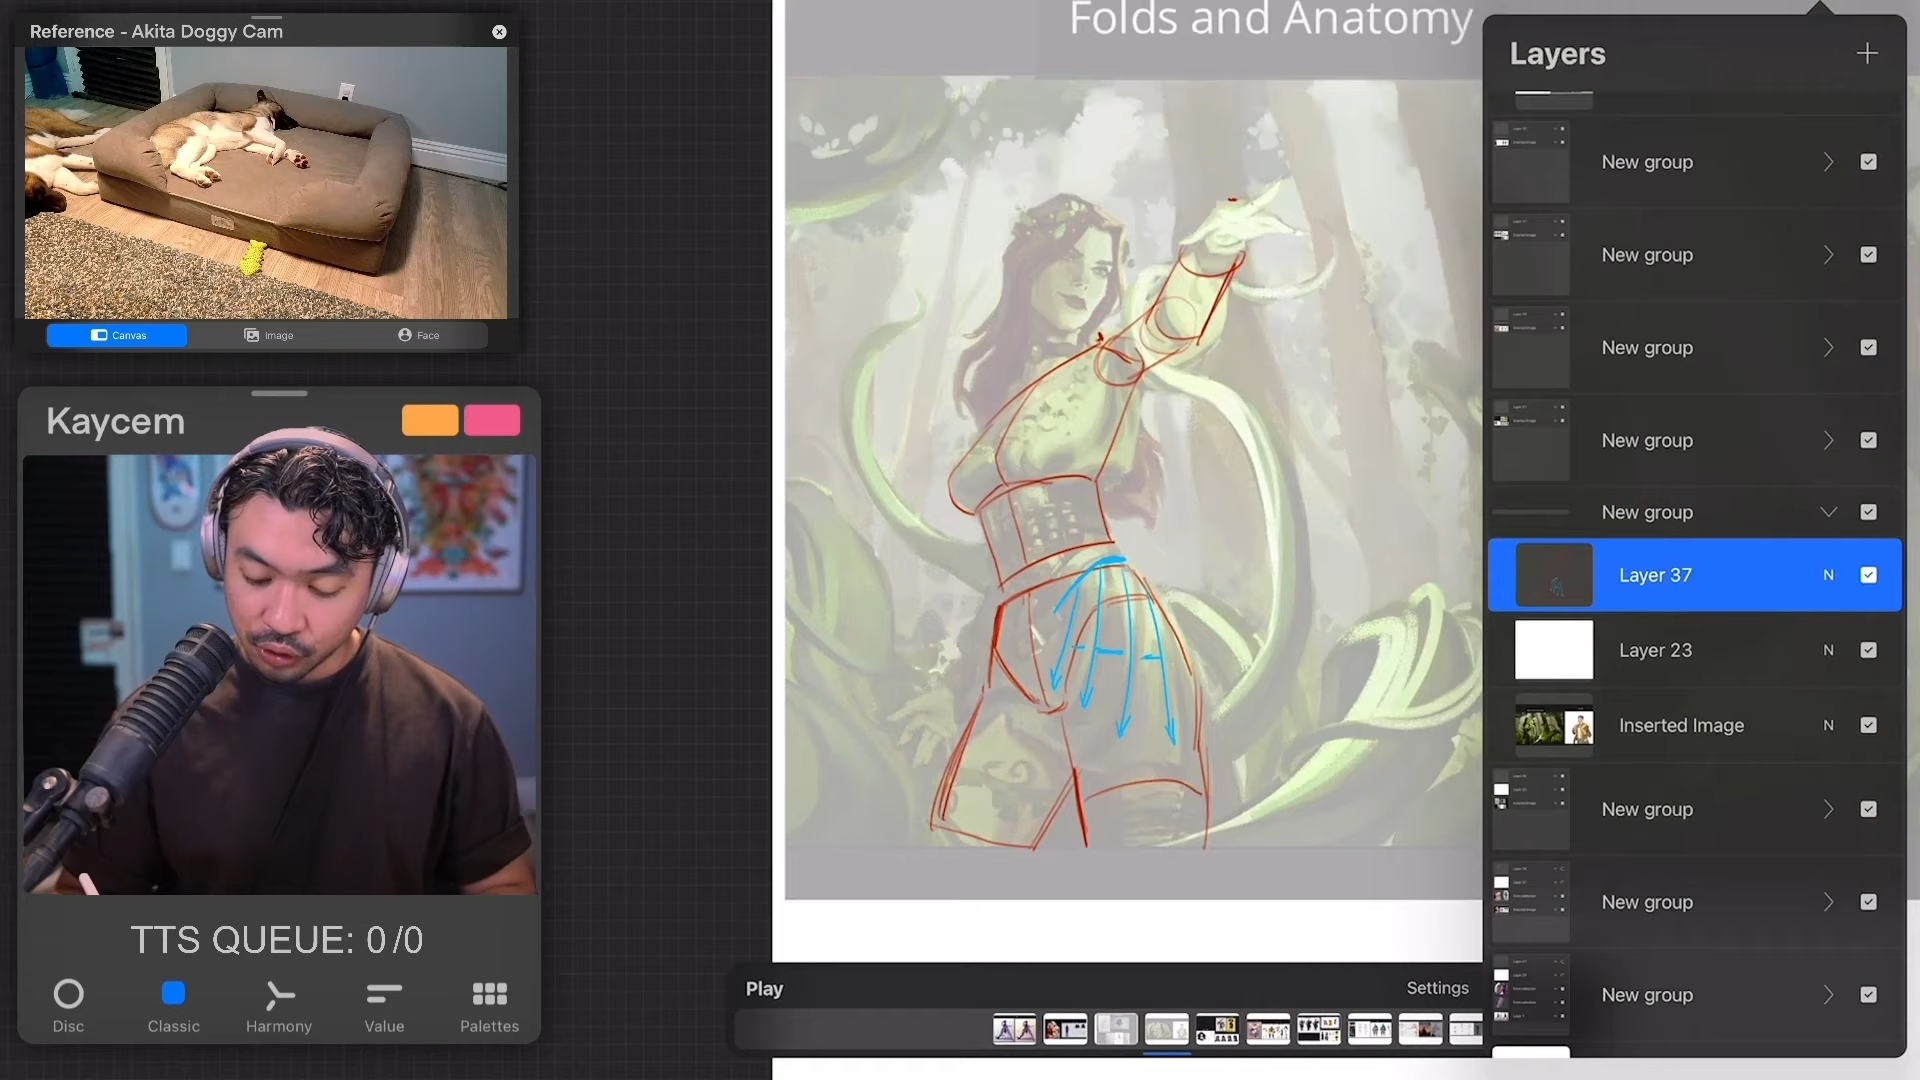 Reference - Akita Doggy Cam
Canvas
Image
Face
Kaycem
TTS QUEUE: 0/0
Disc
Classic
Harmony
Value
Palettes
Folds and Anatomy
Play
Settings
Layers
New group
New group
New group
New group
New group
Layer 37
N
Layer 23
N
Inserted Image
N
New group
New group
New group